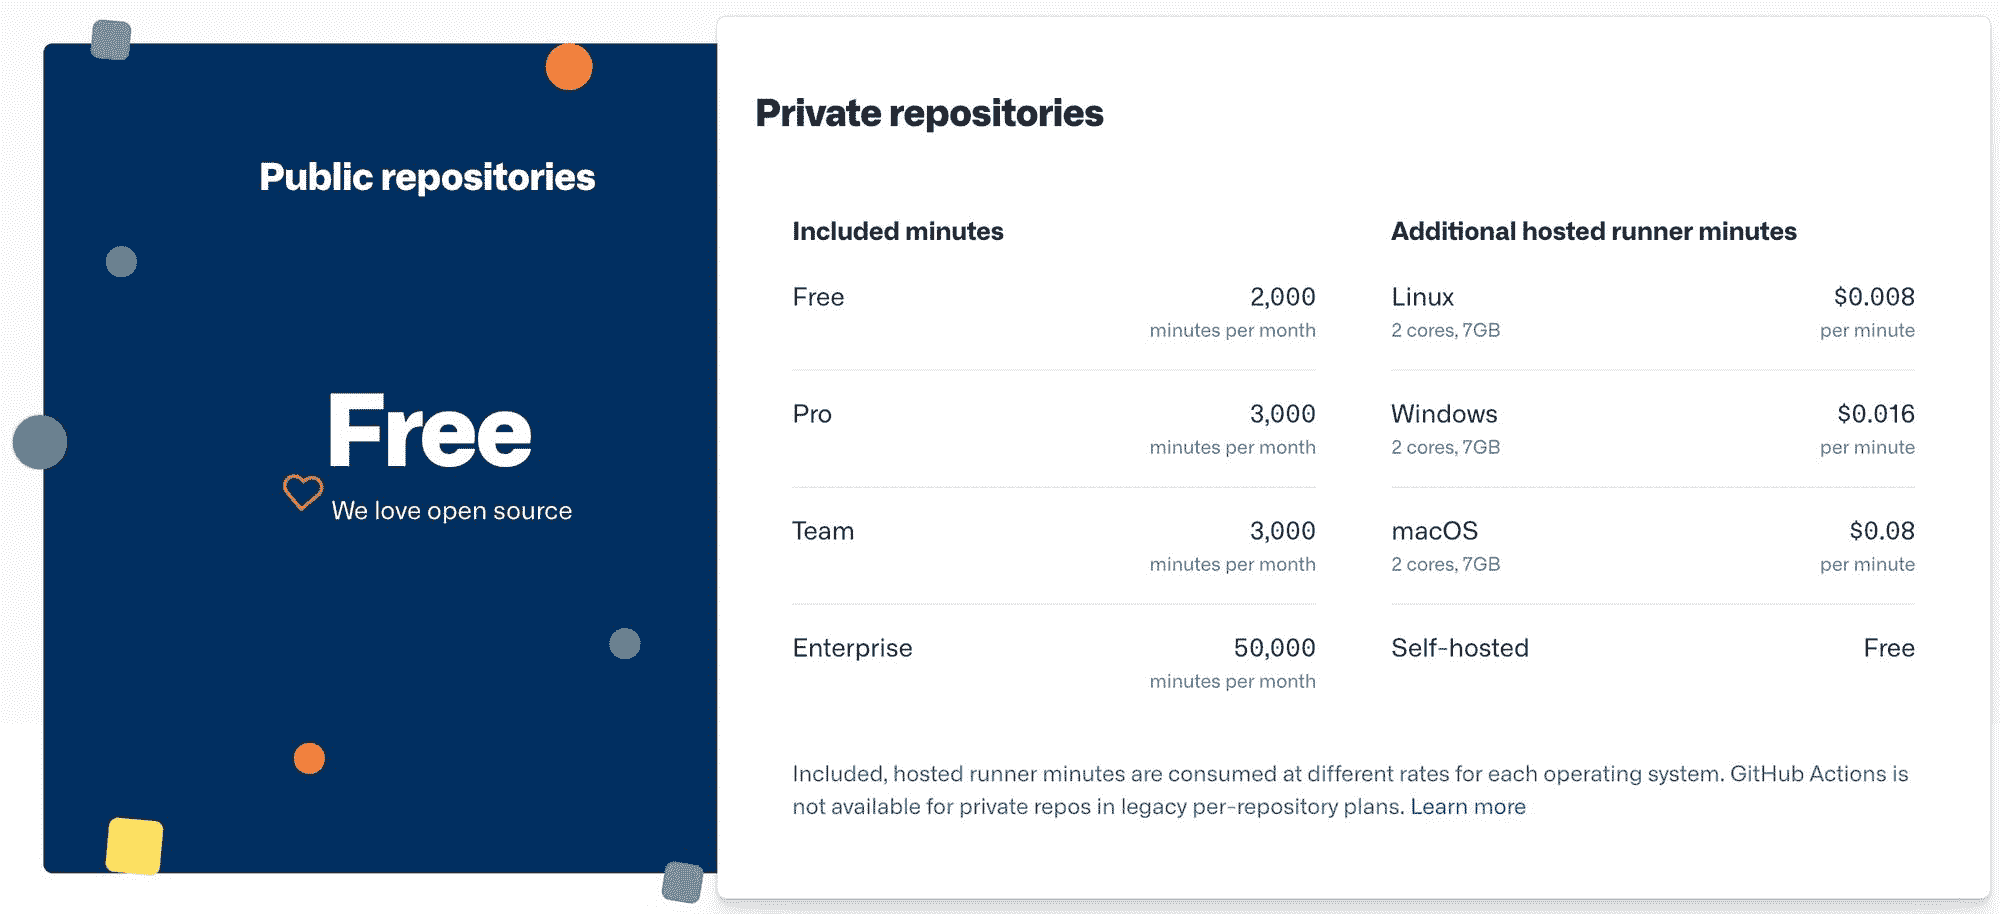 Public repositories
Free
We love open source
Private repositories
Included minutes
Free 2,000
minutes per month
Pro 3,000
minutes per month
Team 3,000
minutes per month
Enterprise 50,000
minutes per month
Additional hosted runner minutes
Linux $0.008
2 cores, 7GB per minute
Windows $0.016
2 cores, 7GB per minute
macOS $0.08
2 cores, 7GB per minute
Self-hosted Free
Included, hosted runner minutes are consumed at different rates for each operating system. GitHub Actions is
not available for private repos in legacy per-repository plans. Learn more